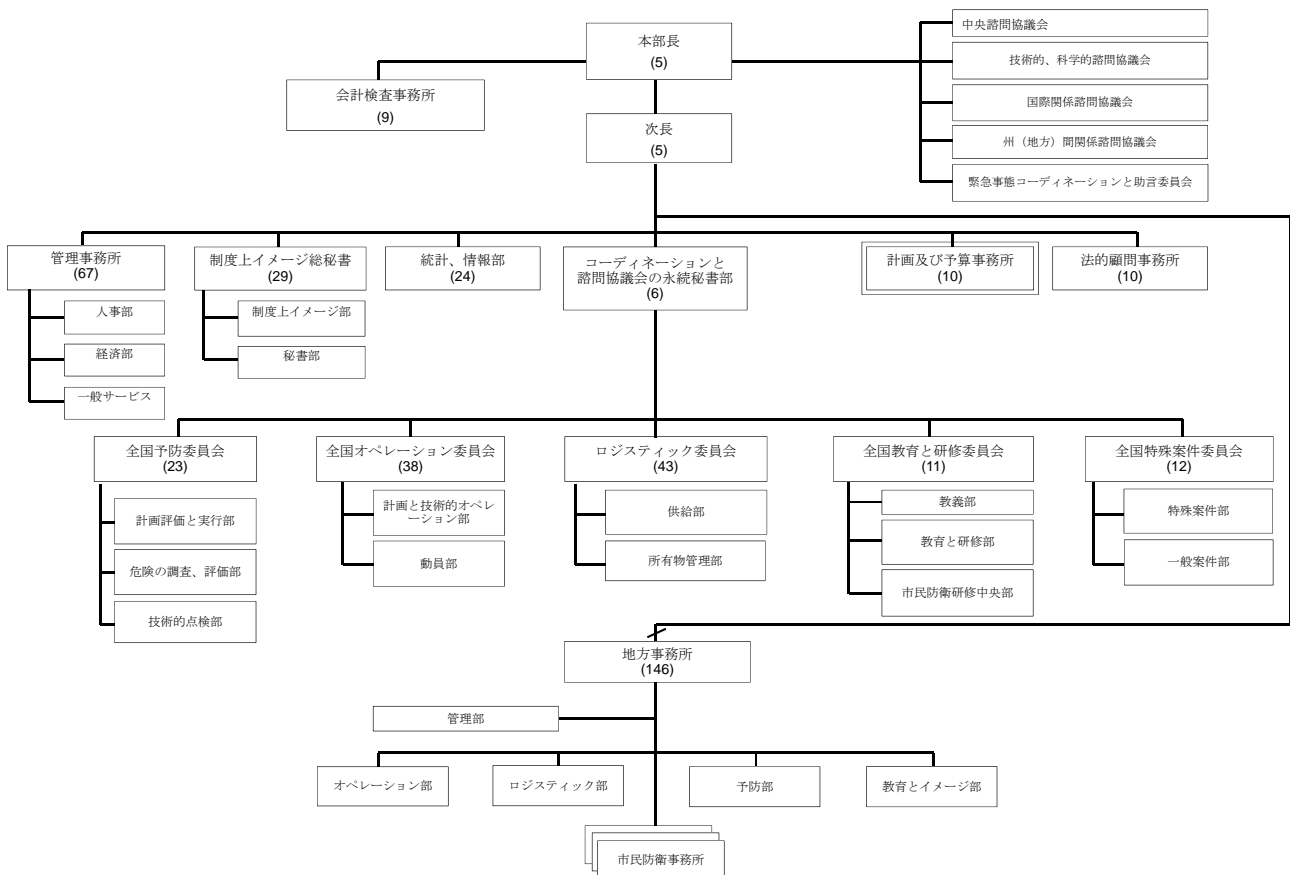 本部長
(5)
会計検査事務所
(9)
次長
(5)
中央諮問協議会
技術的、科学的諮問協議会
国際関係諮問協議会
州（地方）間関係諮問協議会
緊急事態コーディネーションと助言委員会
管理事務所
(67)
人事部
経済部
一般サービス
制度上イメージ総秘書
(29)
制度上イメージ部
秘書部
統計、情報部
(24)
コーディネーションと
諮問協議会の永続秘書部
(6)
計画及び予算事務所
(10)
法的顧問事務所
(10)
全国予防委員会
(23)
計画評価と実行部
危険の調査、評価部
技術的点検部
全国オペレーション委員会
(38)
計画と技術的オペレ
ーション部
動員部
ロジスティック委員会
(43)
供給部
所有物管理部
全国教育と研修委員会
(11)
教義部
教育と研修部
市民防衛研修中央部
全国特殊案件委員会
(12)
特殊案件部
一般案件部
地方事務所
(146)
管理部
オペレーション部
ロジスティック部
予防部
教育とイメージ部
市民防衛事務所